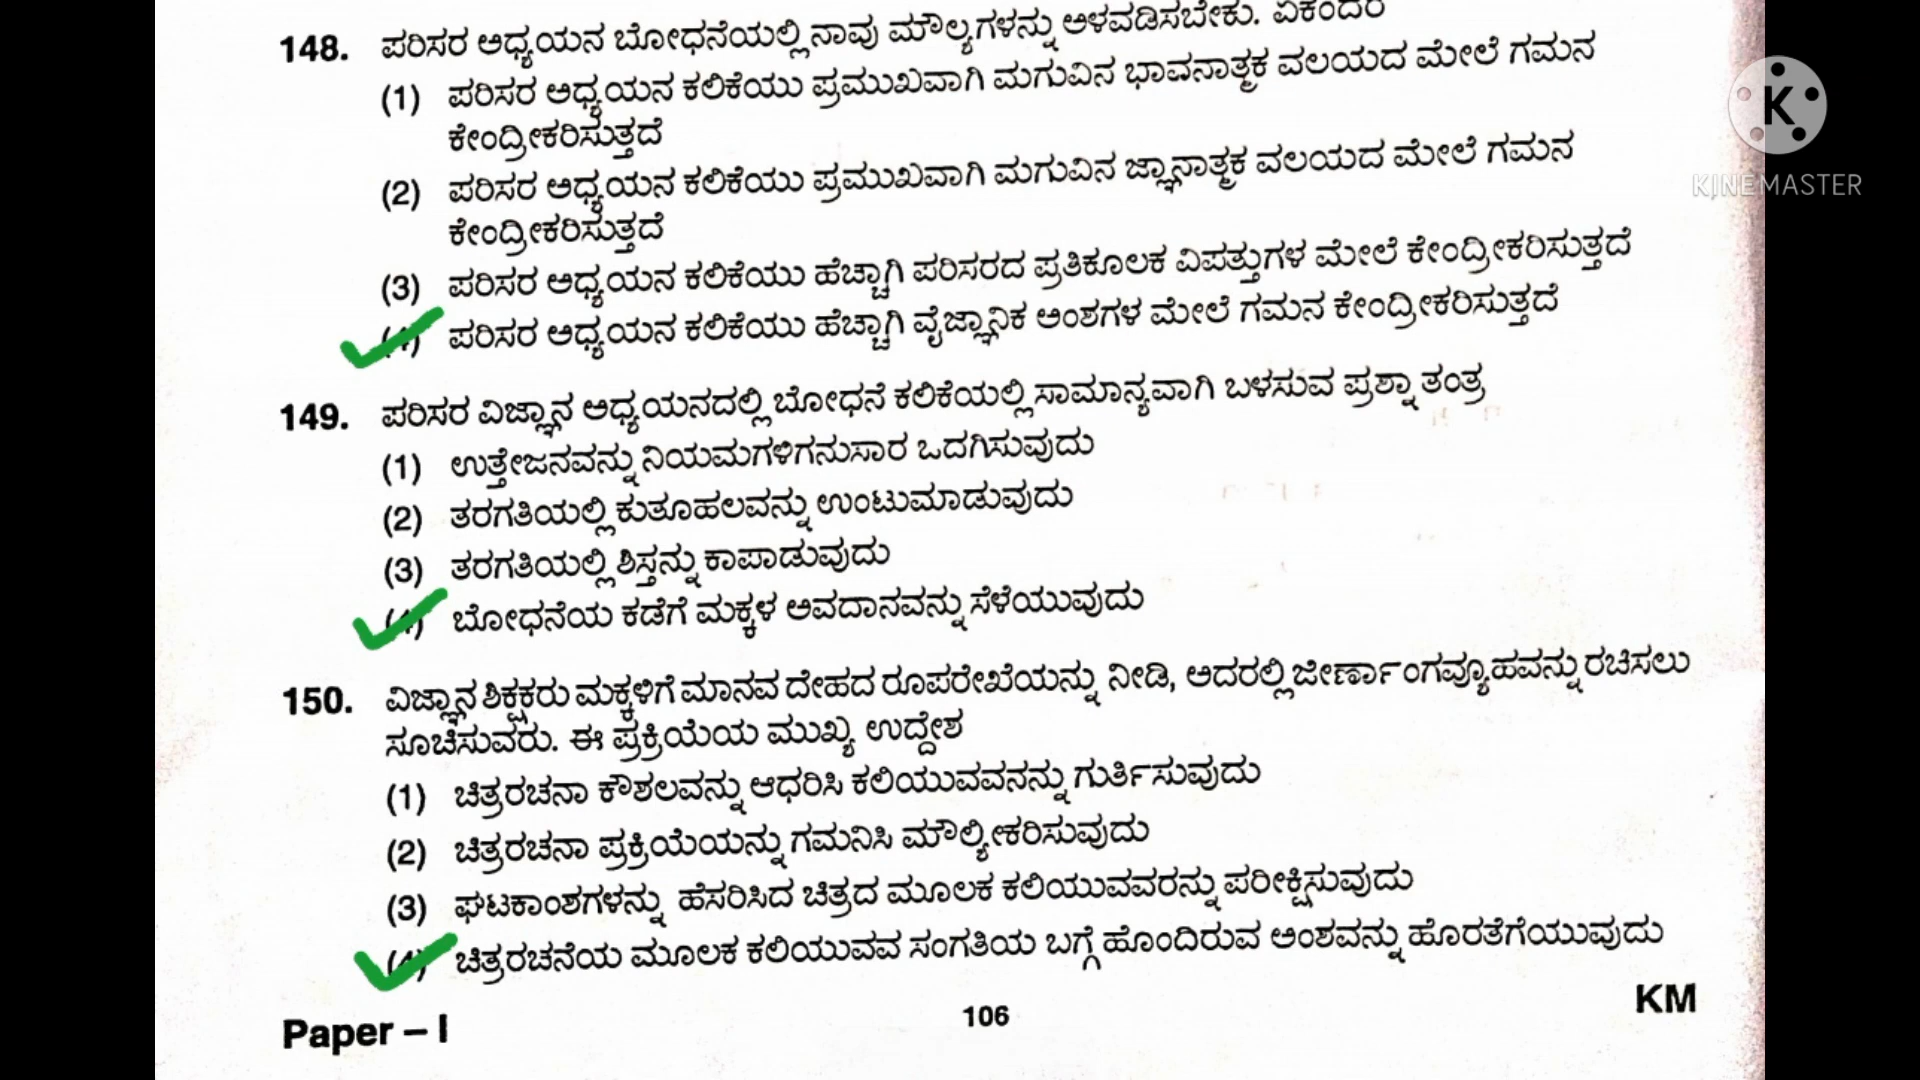 148. ಪರಿಸರ ಅಧ್ಯಯನ ಬೋಧನೆಯಲ್ಲಿ ನಾವು ಮೌಲ್ಯಗಳನ್ನು ಅಳವಡಿಸಬೇಕು. ಏಕೆಂದರೆ
(1) ಪರಿಸರ ಅಧ್ಯಯನ ಕಲಿಕೆಯು ಪ್ರಮುಖವಾಗಿ ಮಗುವಿನ ಭಾವನಾತ್ಮಕ ವಲಯದ ಮೇಲೆ ಗಮನ
ಕೇಂದ್ರೀಕರಿಸುತ್ತದೆ
(2) ಪರಿಸರ ಅಧ್ಯಯನ ಕಲಿಕೆಯು ಪ್ರಮುಖವಾಗಿ ಮಗುವಿನ ಜ್ಞಾನಾತ್ಮಕ ವಲಯದ ಮೇಲೆ ಗಮನ
ಕೇಂದ್ರೀಕರಿಸುತ್ತದೆ
(3) ಪರಿಸರ ಅಧ್ಯಯನ ಕಲಿಕೆಯು ಹೆಚ್ಚಾಗಿ ಪರಿಸರದ ಪ್ರತಿಕೂಲಕ ವಿಪತ್ತುಗಳ ಮೇಲೆ ಕೇಂದ್ರೀಕರಿಸುತ್ತದೆ
(4) ಪರಿಸರ ಅಧ್ಯಯನ ಕಲಿಕೆಯು ಹೆಚ್ಚಾಗಿ ವೈಜ್ಞಾನಿಕ ಅಂಶಗಳ ಮೇಲೆ ಗಮನ ಕೇಂದ್ರೀಕರಿಸುತ್ತದೆ
149. ಪರಿಸರ ವಿಜ್ಞಾನ ಅಧ್ಯಯನದಲ್ಲಿ ಬೋಧನೆ ಕಲಿಕೆಯಲ್ಲಿ ಸಾಮಾನ್ಯವಾಗಿ ಬಳಸುವ ಪ್ರಶ್ನಾ ತಂತ್ರ
(1) ಉತ್ತೇಜನವನ್ನು ನಿಯಮಗಳಿಗನುಸಾರ ಒದಗಿಸುವುದು
(2) ತರಗತಿಯಲ್ಲಿ ಕುತೂಹಲವನ್ನು ಉಂಟುಮಾಡುವುದು
(3) ತರಗತಿಯಲ್ಲಿ ಶಿಸ್ತನ್ನು ಕಾಪಾಡುವುದು
(4) ಬೋಧನೆಯ ಕಡೆಗೆ ಮಕ್ಕಳ ಅವದಾನವನ್ನು ಸೆಳೆಯುವುದು
150. ವಿಜ್ಞಾನ ಶಿಕ್ಷಕರು ಮಕ್ಕಳಿಗೆ ಮಾನವ ದೇಹದ ರೂಪರೇಖೆಯನ್ನು ನೀಡಿ, ಅದರಲ್ಲಿ ಜೀರ್ಣಾಂಗವ್ಯೂಹವನ್ನು ರಚಿಸಲು
ಸೂಚಿಸುವರು. ಈ ಪ್ರಕ್ರಿಯೆಯ ಮುಖ್ಯ ಉದ್ದೇಶ
(1) ಚಿತ್ರರಚನಾ ಕೌಶಲವನ್ನು ಆಧರಿಸಿ ಕಲಿಯುವವನನ್ನು ಗುರ್ತಿಸುವುದು
(2) ಚಿತ್ರರಚನಾ ಪ್ರಕ್ರಿಯೆಯನ್ನು ಗಮನಿಸಿ ಮೌಲ್ಯೀಕರಿಸುವುದು
(3) ಘಟಕಾಂಶಗಳನ್ನು ಹೆಸರಿಸಿದ ಚಿತ್ರದ ಮೂಲಕ ಕಲಿಯುವವರನ್ನು ಪರೀಕ್ಷಿಸುವುದು
(4) ಚಿತ್ರರಚನೆಯ ಮೂಲಕ ಕಲಿಯುವವ ಸಂಗತಿಯ ಬಗ್ಗೆ ಹೊಂದಿರುವ ಅಂಶವನ್ನು ಹೊರತೆಗೆಯುವುದು
Paper – I 106 KM
K
KINEMASTER